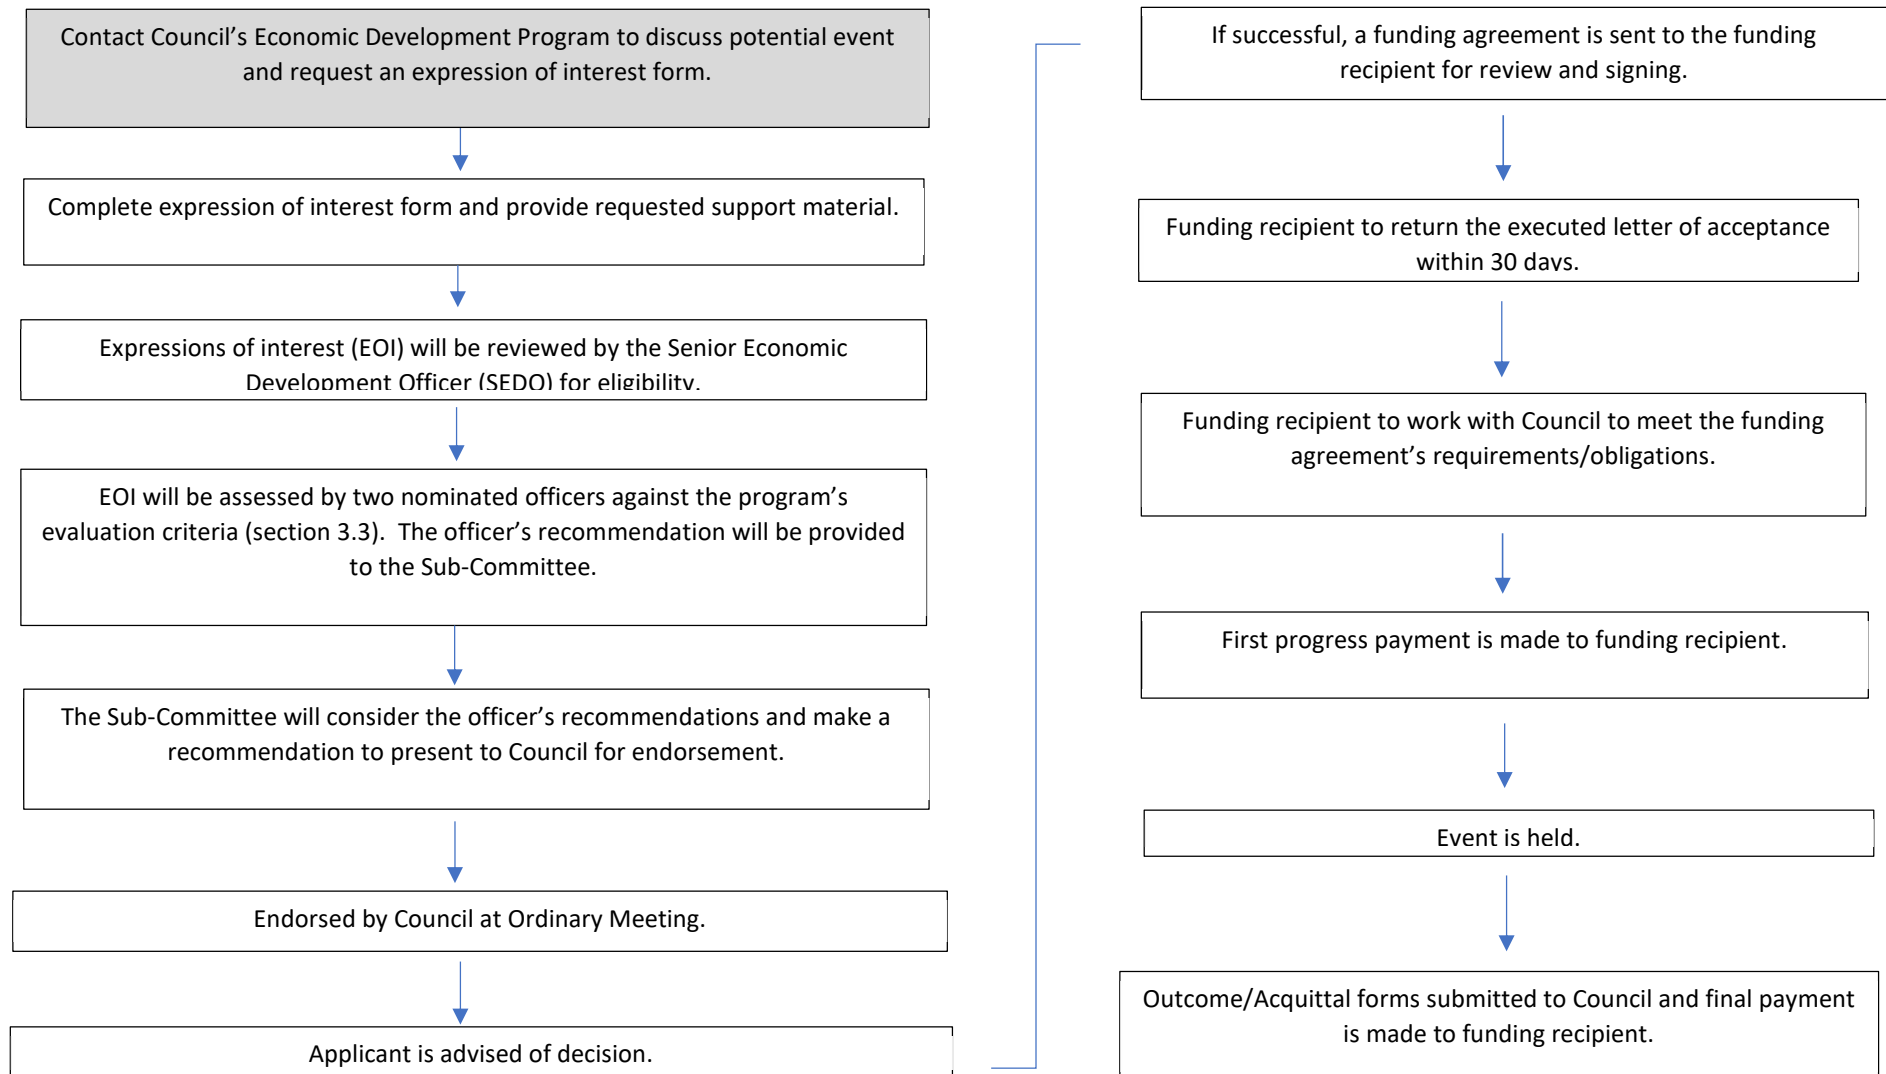 Contact Council’s Economic Development Program to discuss potential event
and request an expression of interest form.
Complete expression of interest form and provide requested support material.
Expressions of interest (EOI) will be reviewed by the Senior Economic
Development Officer (SEDO) for eligibility.
EOI will be assessed by two nominated officers against the program’s
evaluation criteria (section 3.3).  The officer’s recommendation will be provided
to the Sub-Committee.
The Sub-Committee will consider the officer’s recommendations and make a
recommendation to present to Council for endorsement.
Endorsed by Council at Ordinary Meeting.
Applicant is advised of decision.
If successful, a funding agreement is sent to the funding
recipient for review and signing.
Funding recipient to return the executed letter of acceptance
within 30 days.
Funding recipient to work with Council to meet the funding
agreement’s requirements/obligations.
First progress payment is made to funding recipient.
Event is held.
Outcome/Acquittal forms submitted to Council and final payment
is made to funding recipient.